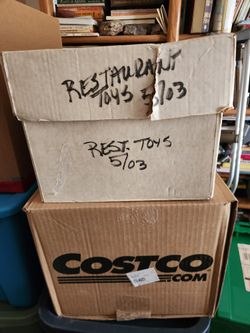 RESTAURANT
TOYS 5/03
REST. TOYS
5/03
COSTCO
.COM